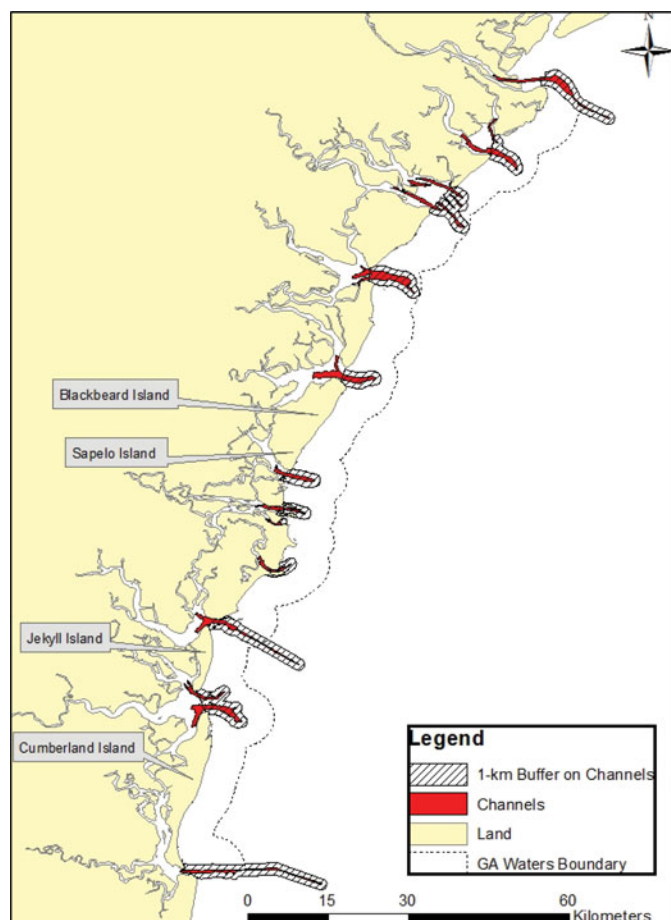 N
Blackbeard Island
Sapelo Island
Jekyll Island
Cumberland Island
Legend
1-km Buffer on Channels
Channels
Land
GA Waters Boundary
0 15 30 60
Kilometers